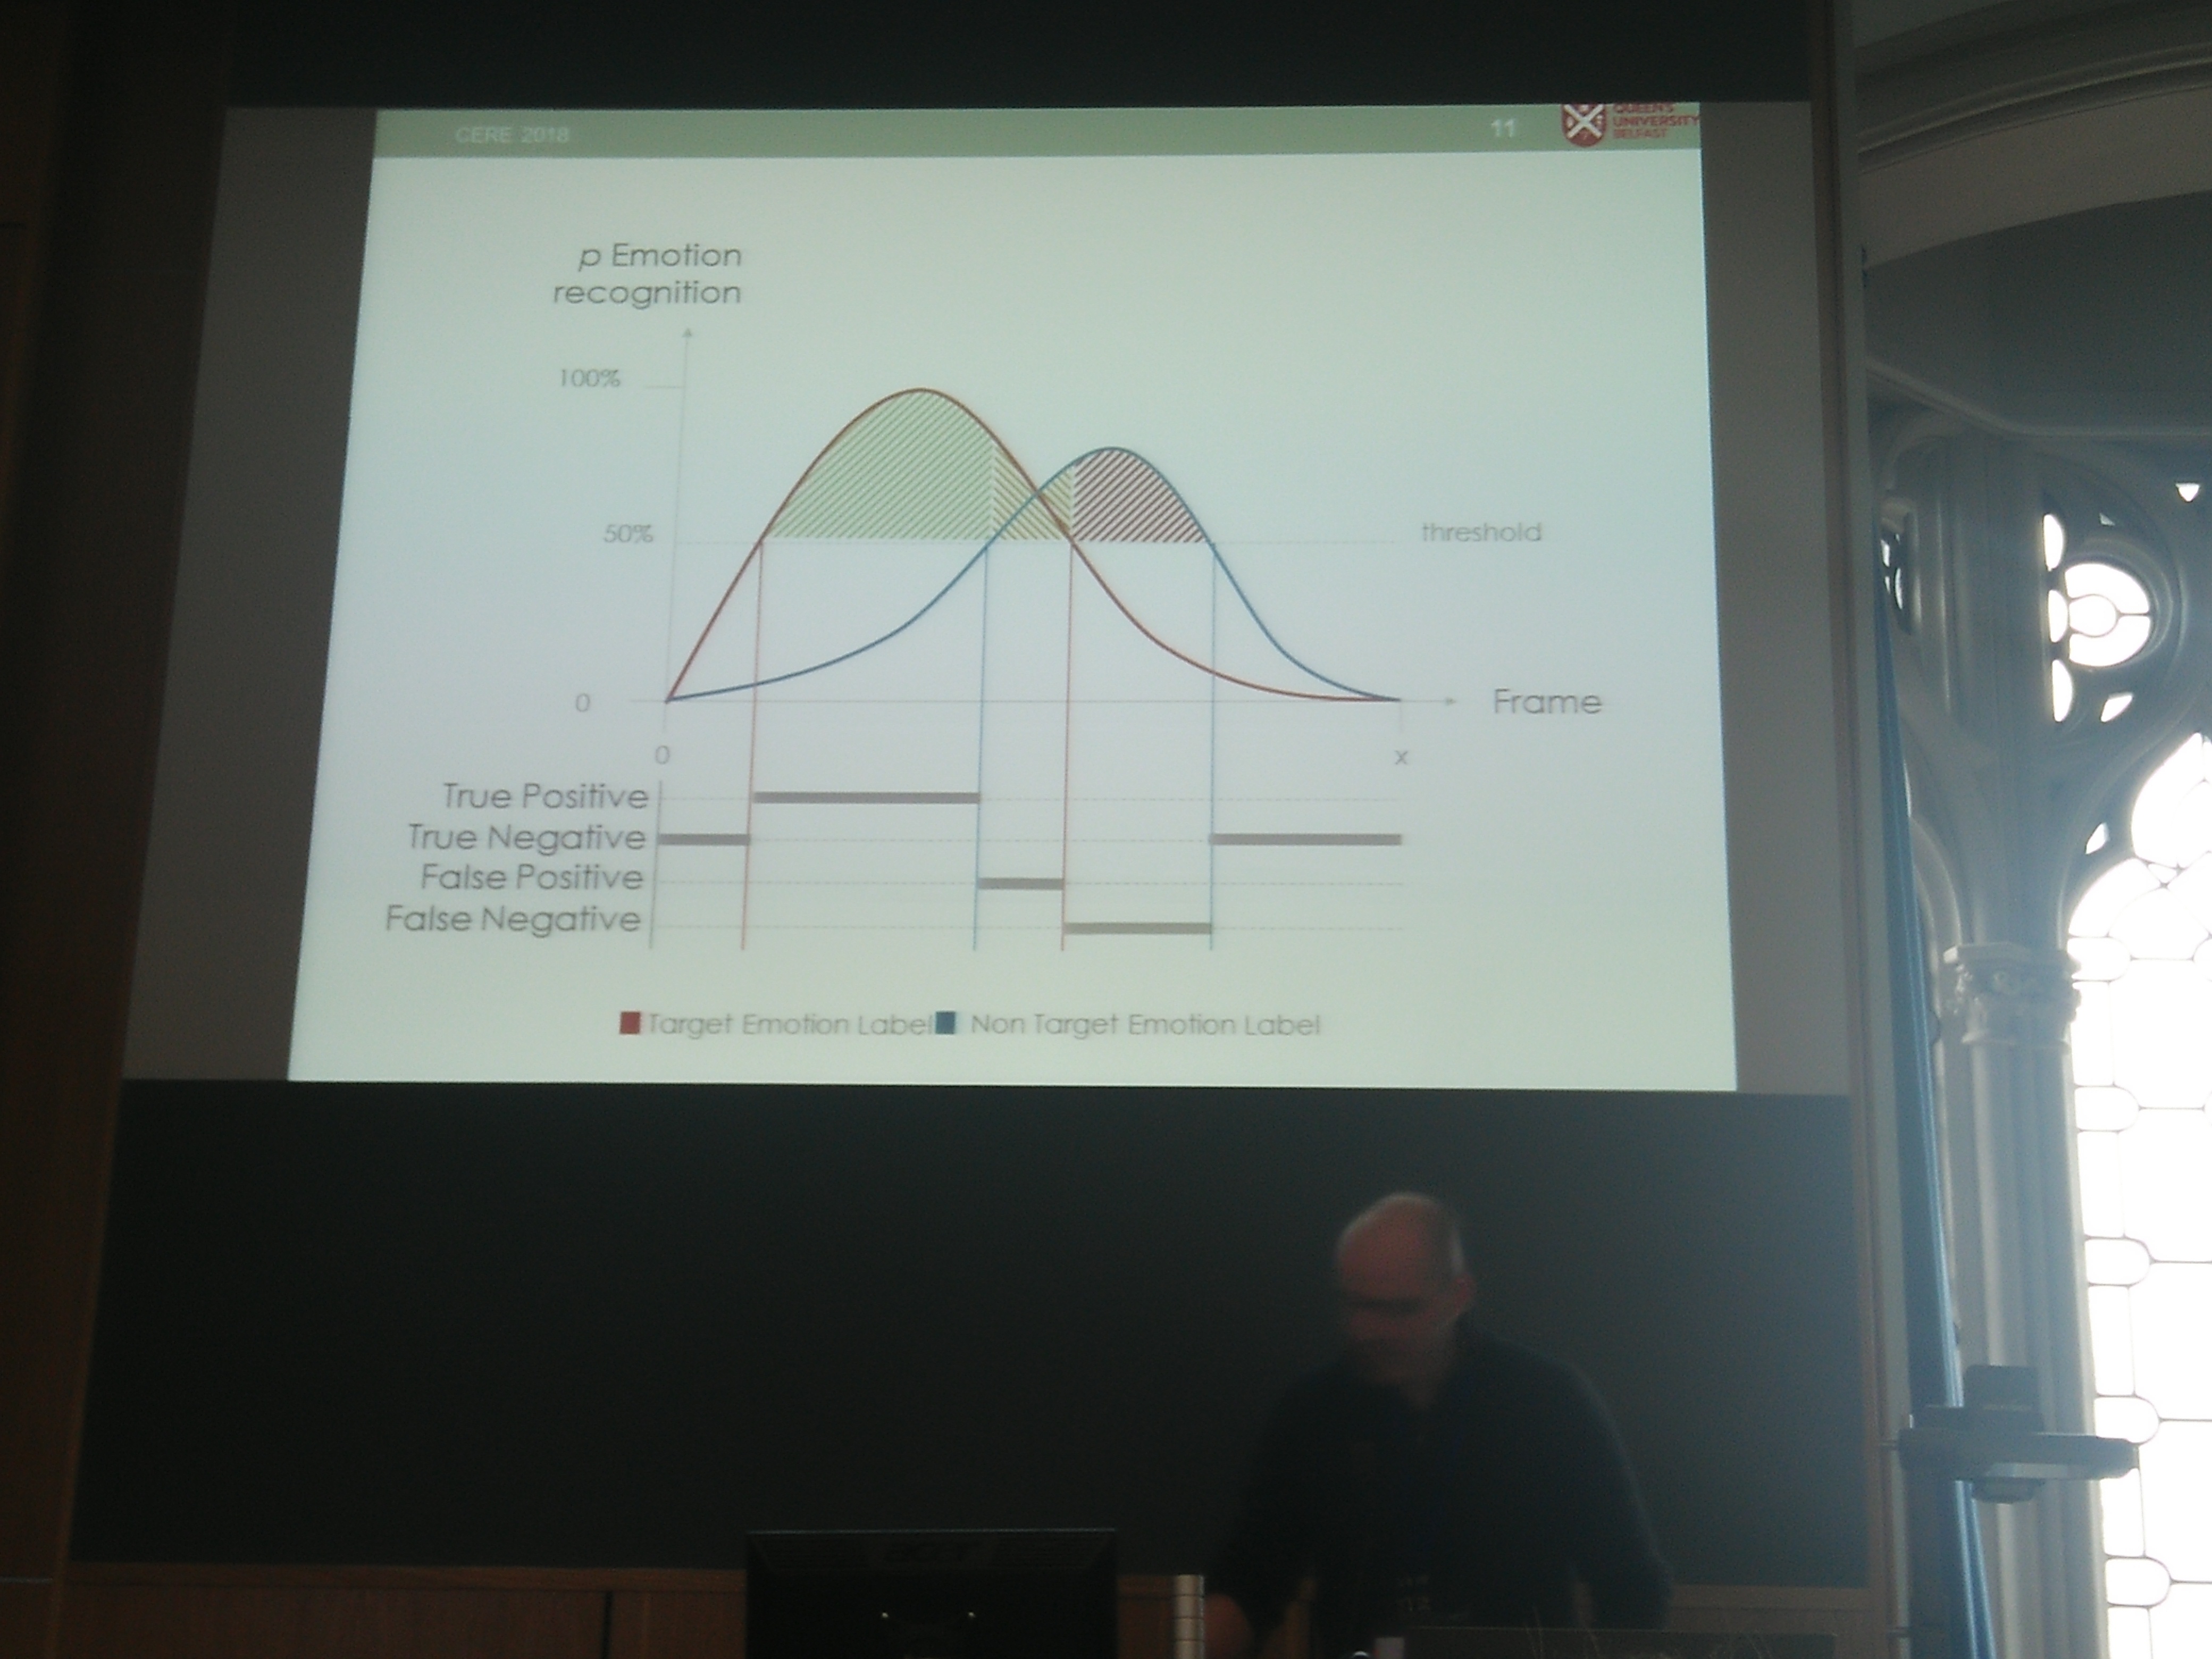 CERE 2018
11
QUEEN'S
UNIVERSITY
BELFAST
p Emotion
recognition
100%
50%
threshold
0
Frame
0
x
True Positive
True Negative
False Positive
False Negative
Target Emotion Label
Non Target Emotion Label
acer